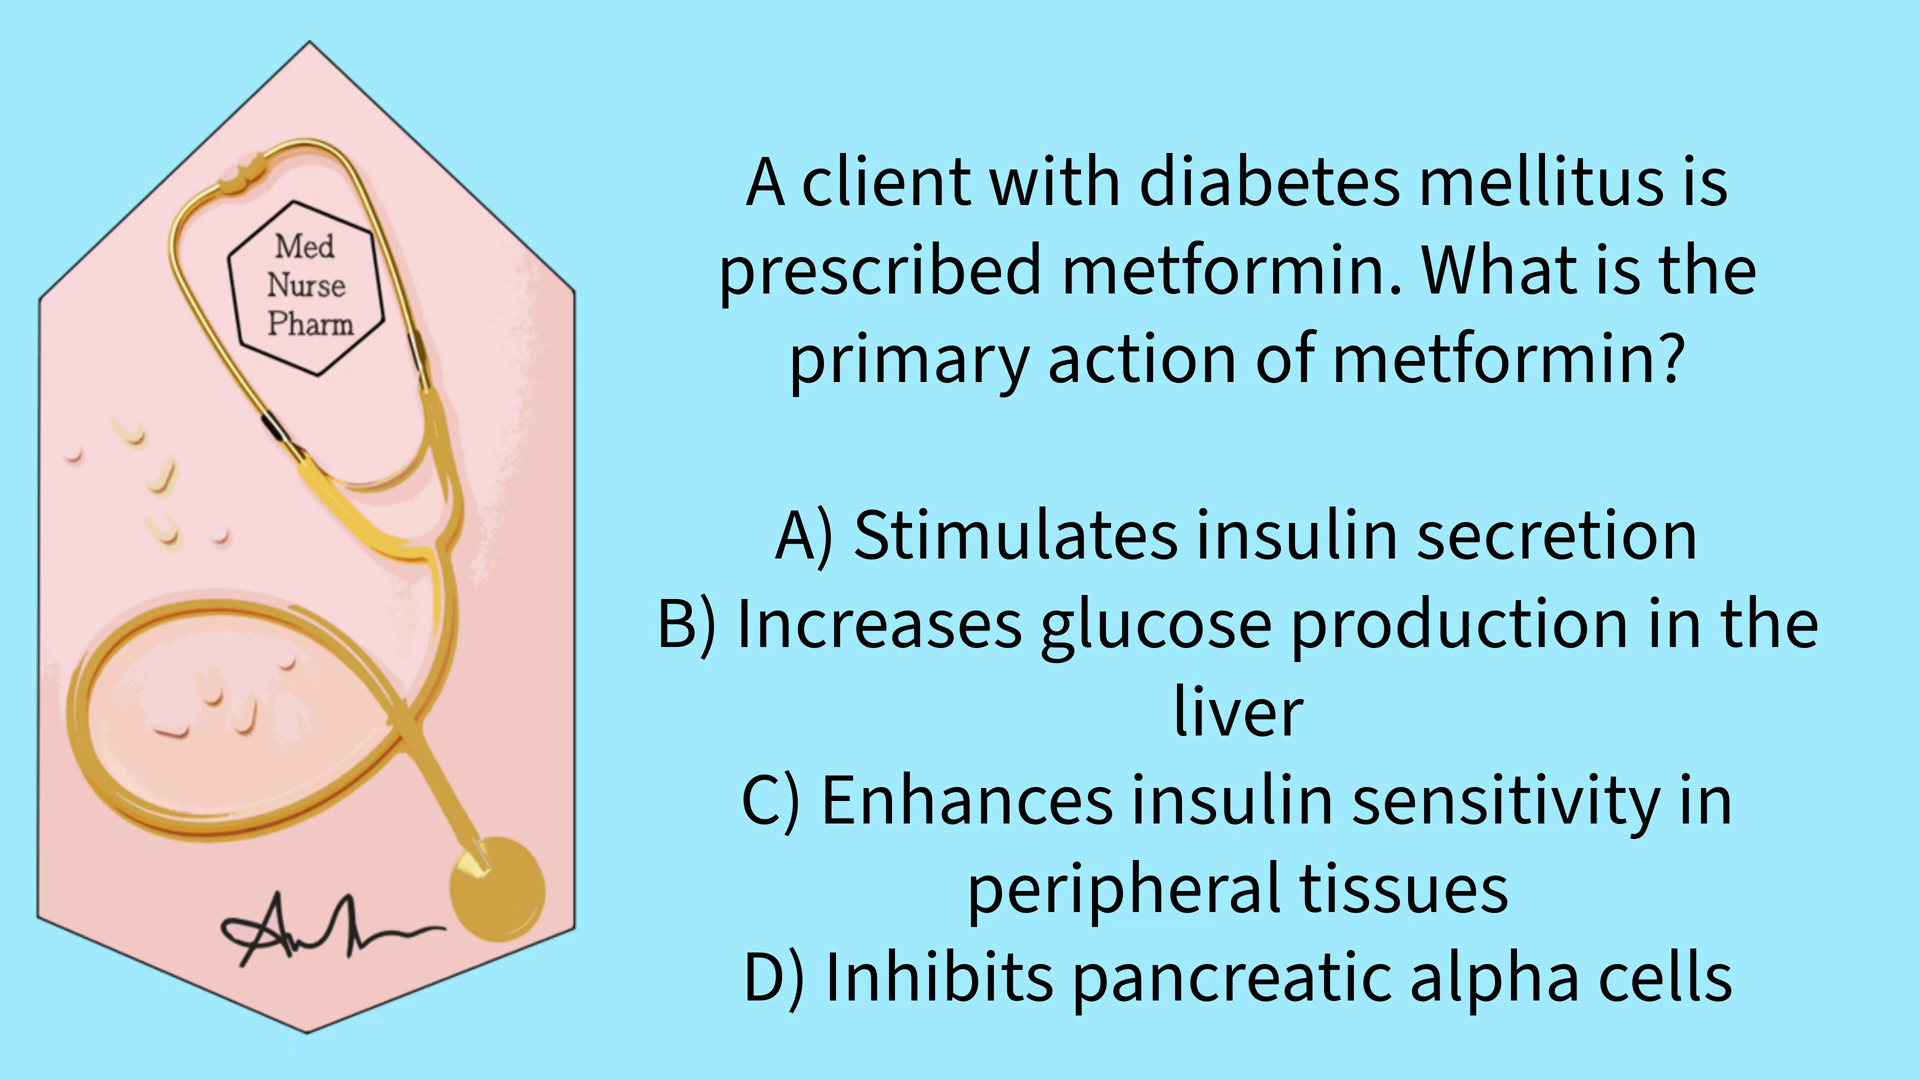 Med
Nurse
Pharm
A client with diabetes mellitus is
prescribed metformin. What is the
primary action of metformin?
A) Stimulates insulin secretion
B) Increases glucose production in the
liver
C) Enhances insulin sensitivity in
peripheral tissues
D) Inhibits pancreatic alpha cells